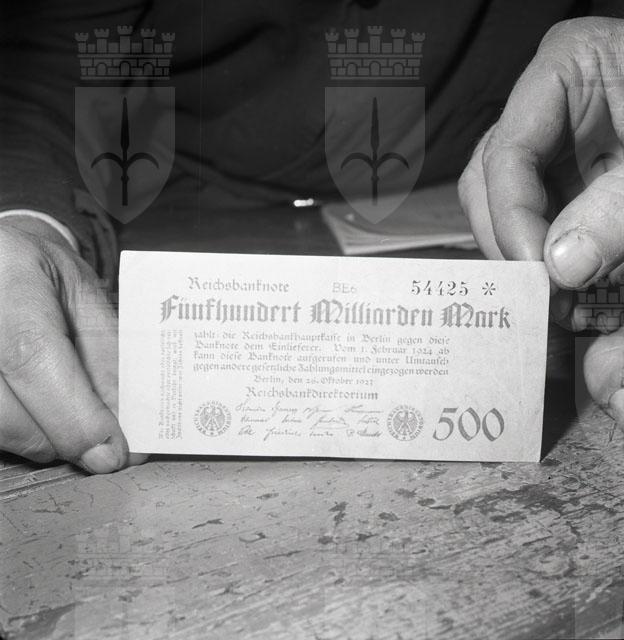 Reichsbanknote
BE6
54425 *
Fünfhundert Milliarden Mark
zahlt die Reichsbankhauptkasse in Berlin gegen diese
Banknote dem Einlieferer. Vom 1. Februar 1924 ab
kann diese Banknote aufgerufen und unter Umtausch
gegen andere gesetzliche Zahlungsmittel eingezogen werden
Berlin, den 26. Oktober 1923
Reichsbankdirektorium
500